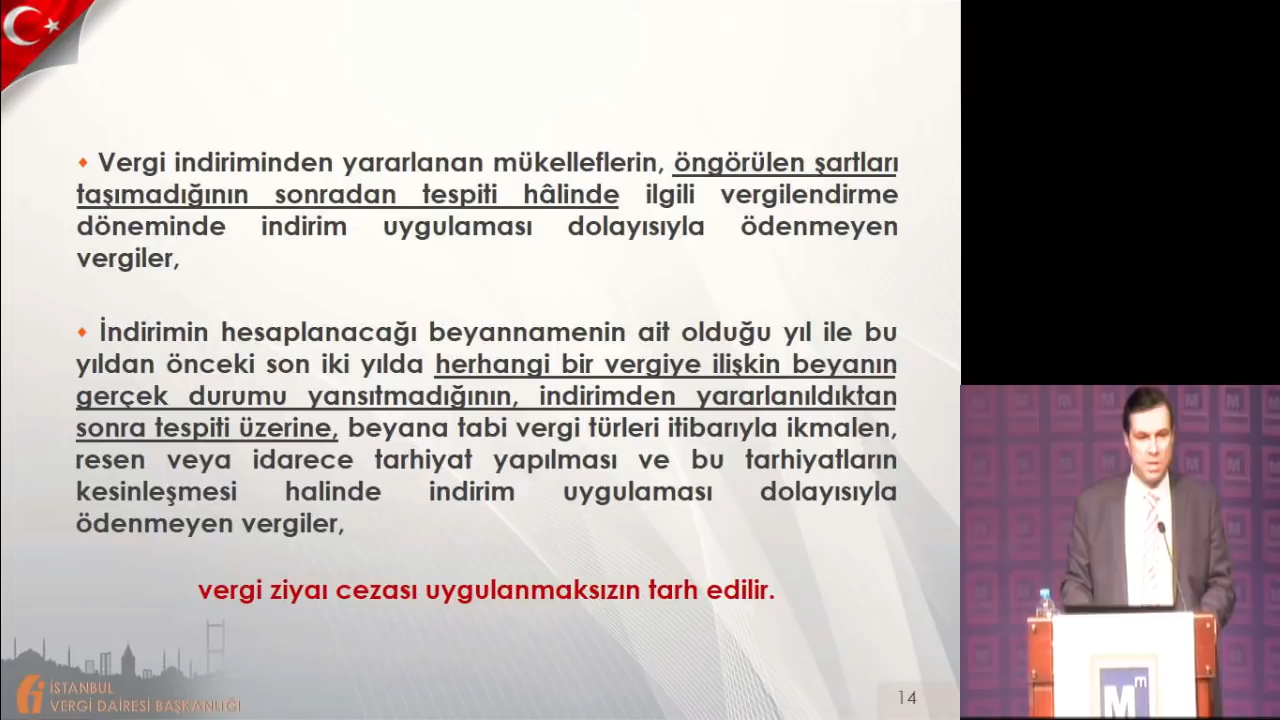 Vergi indiriminden yararlanan mükelleflerin, öngörülen şartları
taşımadığının sonradan tespiti hâlinde ilgili vergilendirme
döneminde indirim uygulaması dolayısıyla ödenmeyen
vergiler,
İndirimin hesaplanacağı beyannamenin ait olduğu yıl ile bu
yıldan önceki son iki yılda herhangi bir vergiye ilişkin beyanın
gerçek durumu yansıtmadığının, indirimden yararlanıldıktan
sonra tespiti üzerine, beyana tabi vergi türleri itibarıyla ikmalen,
resen veya idarece tarhiyat yapılması ve bu tarhiyatların
kesinleşmesi halinde indirim uygulaması dolayısıyla
ödenmeyen vergiler,
vergi ziyaı cezası uygulanmaksızın tarh edilir.
İSTANBUL
VERGİ DAİRESİ BAŞKANLIĞI
14
Mm